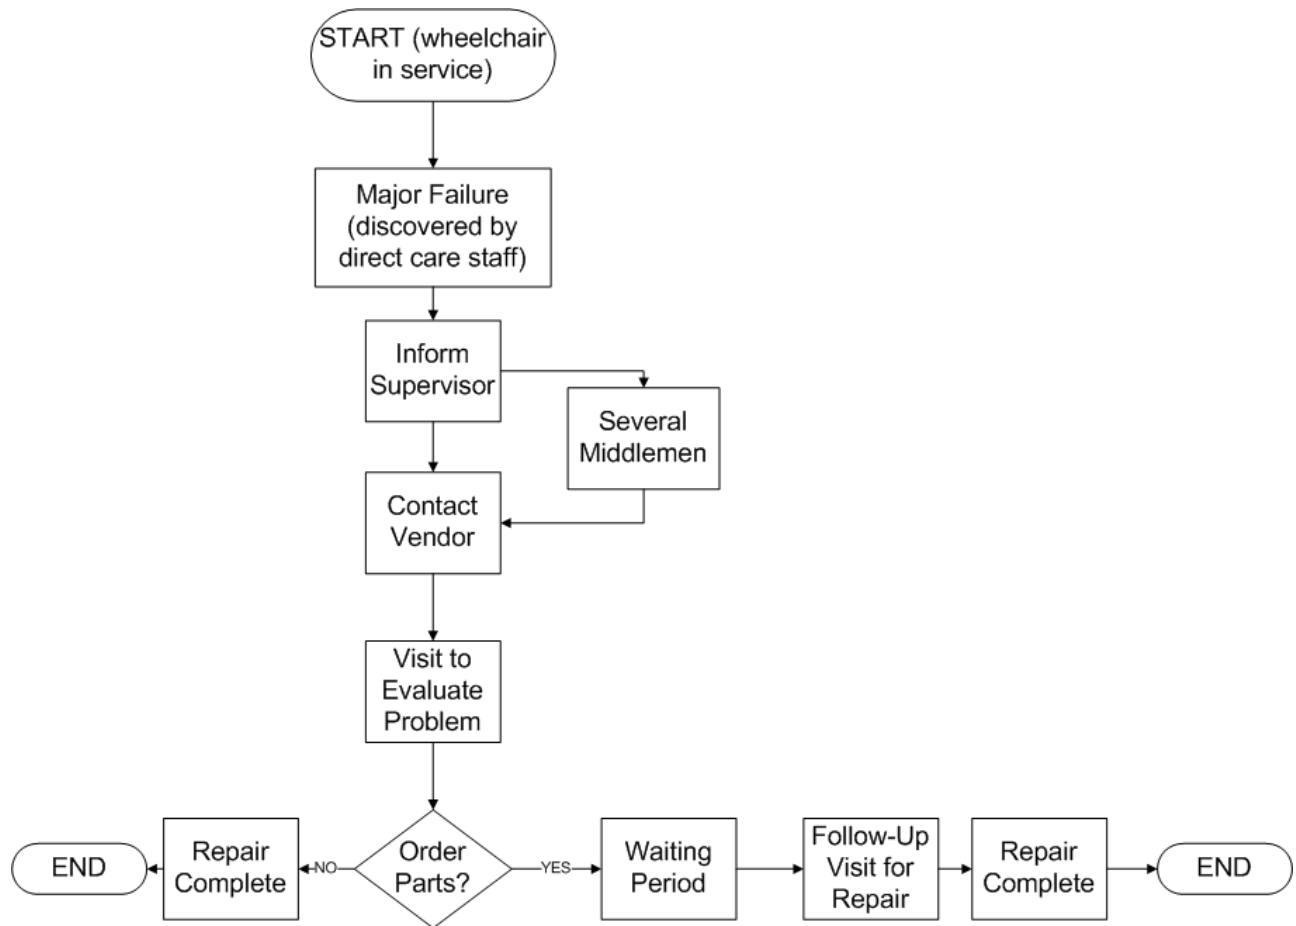 START (wheelchair
in service)
Major Failure
(discovered by
direct care staff)
Inform
Supervisor
Several
Middlemen
Contact
Vendor
Visit to
Evaluate
Problem
Order
Parts?
NO
Repair
Complete
END
YES
Waiting
Period
Follow-Up
Visit for
Repair
Repair
Complete
END